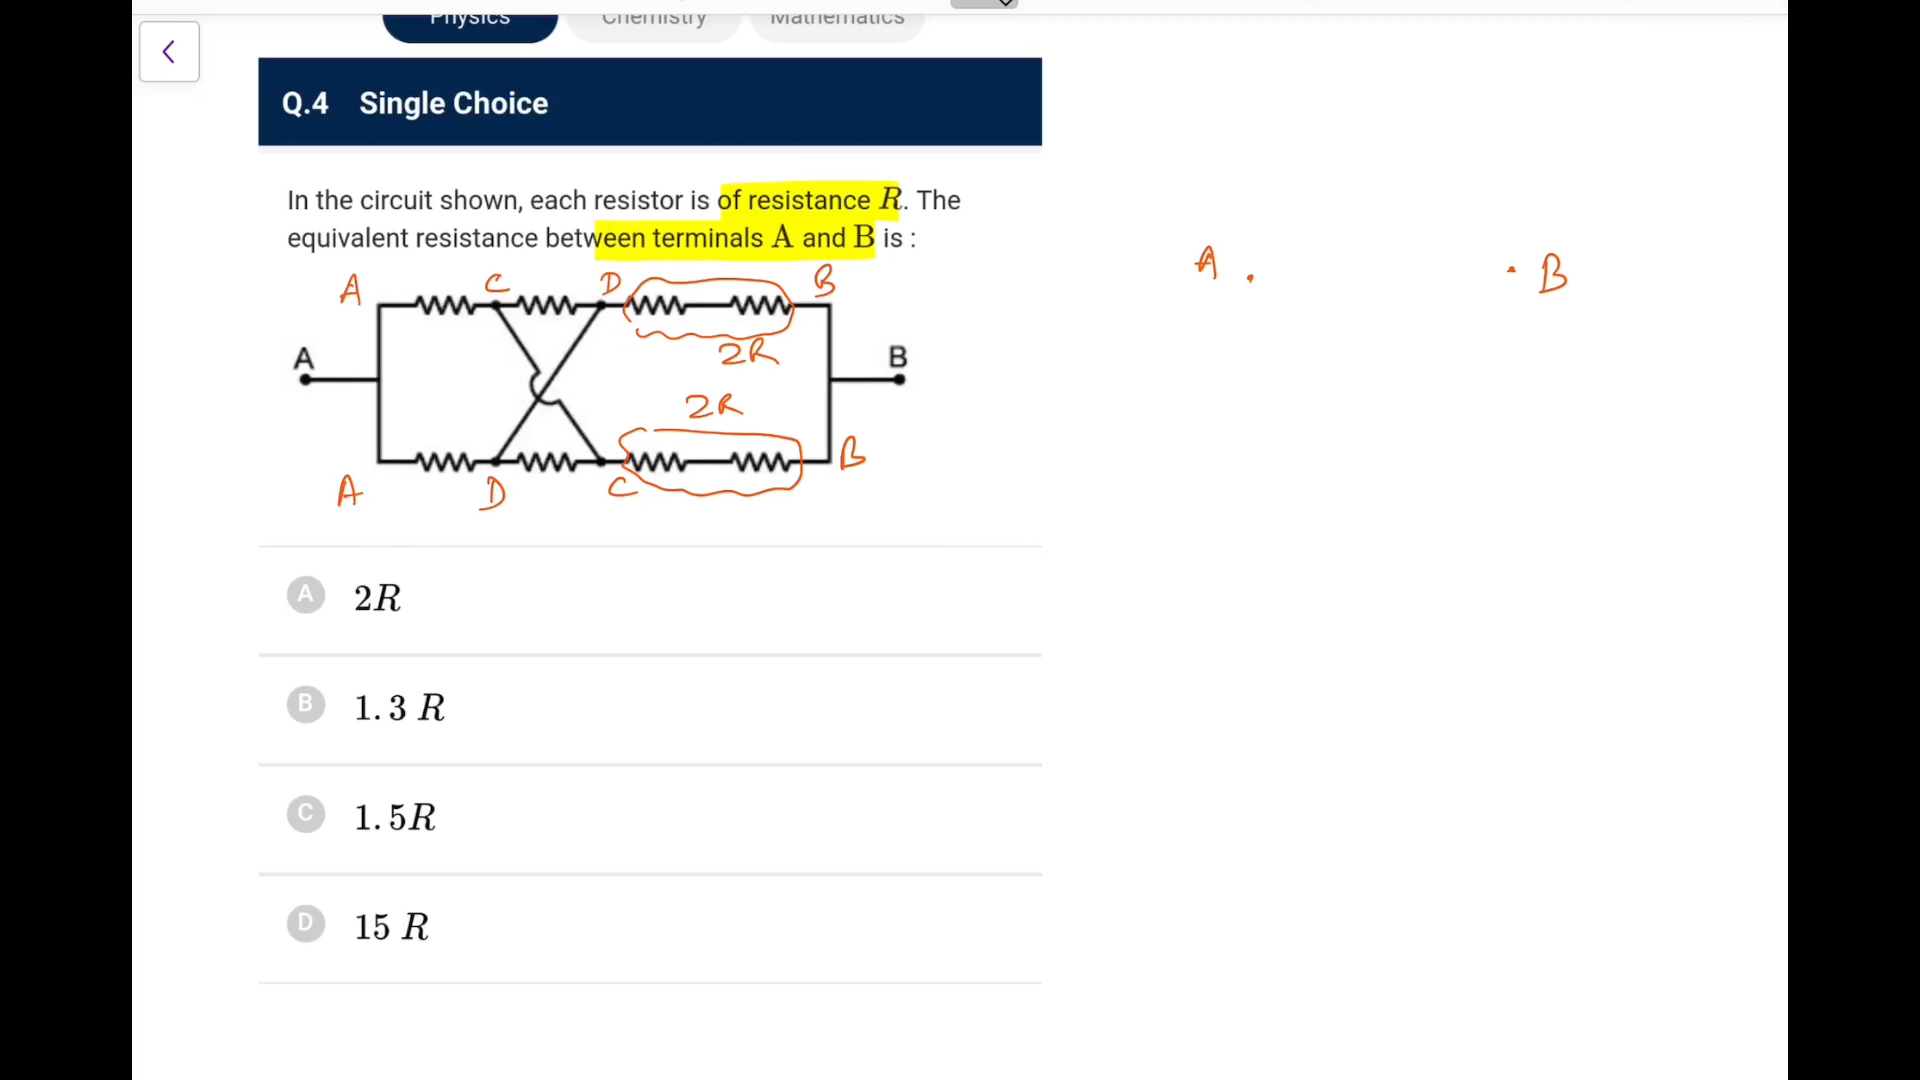 Physics Chemistry Mathematics
Q.4 Single Choice
In the circuit shown, each resistor is of resistance R. The
equivalent resistance between terminals A and B is :
A C D B
A . . B
2R
A B
2R
B
A D C
A 2R
B 1.3 R
C 1.5R
D 15 R